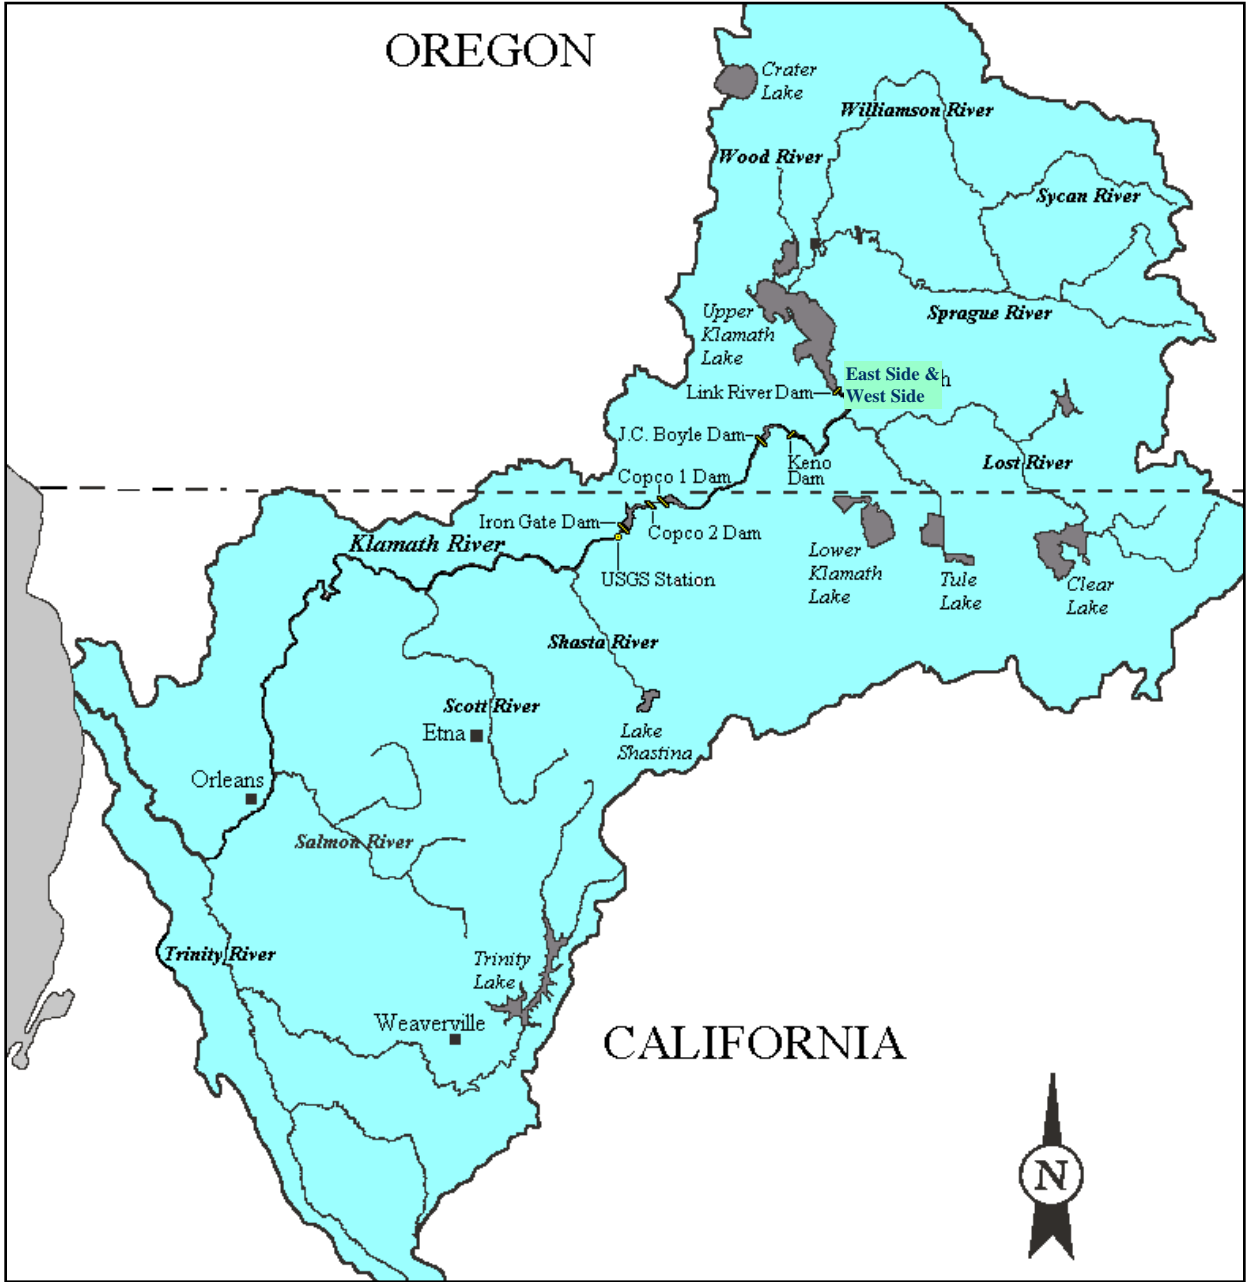 OREGON
Crater
Lake
Williamson River
Wood River
Sycan River
Upper
Klamath
Lake
Sprague River
East Side &
West Side
h
Link River Dam
J.C. Boyle Dam
Keno
Dam
Lost River
Copco 1 Dam
Iron Gate Dam
Copco 2 Dam
Klamath River
USGS Station
Lower
Klamath
Lake
Tule
Lake
Clear
Lake
Shasta River
Scott River
Etna
Lake
Shastina
Orleans
Salmon River
Trinity River
Trinity
Lake
Weaverville
CALIFORNIA
N